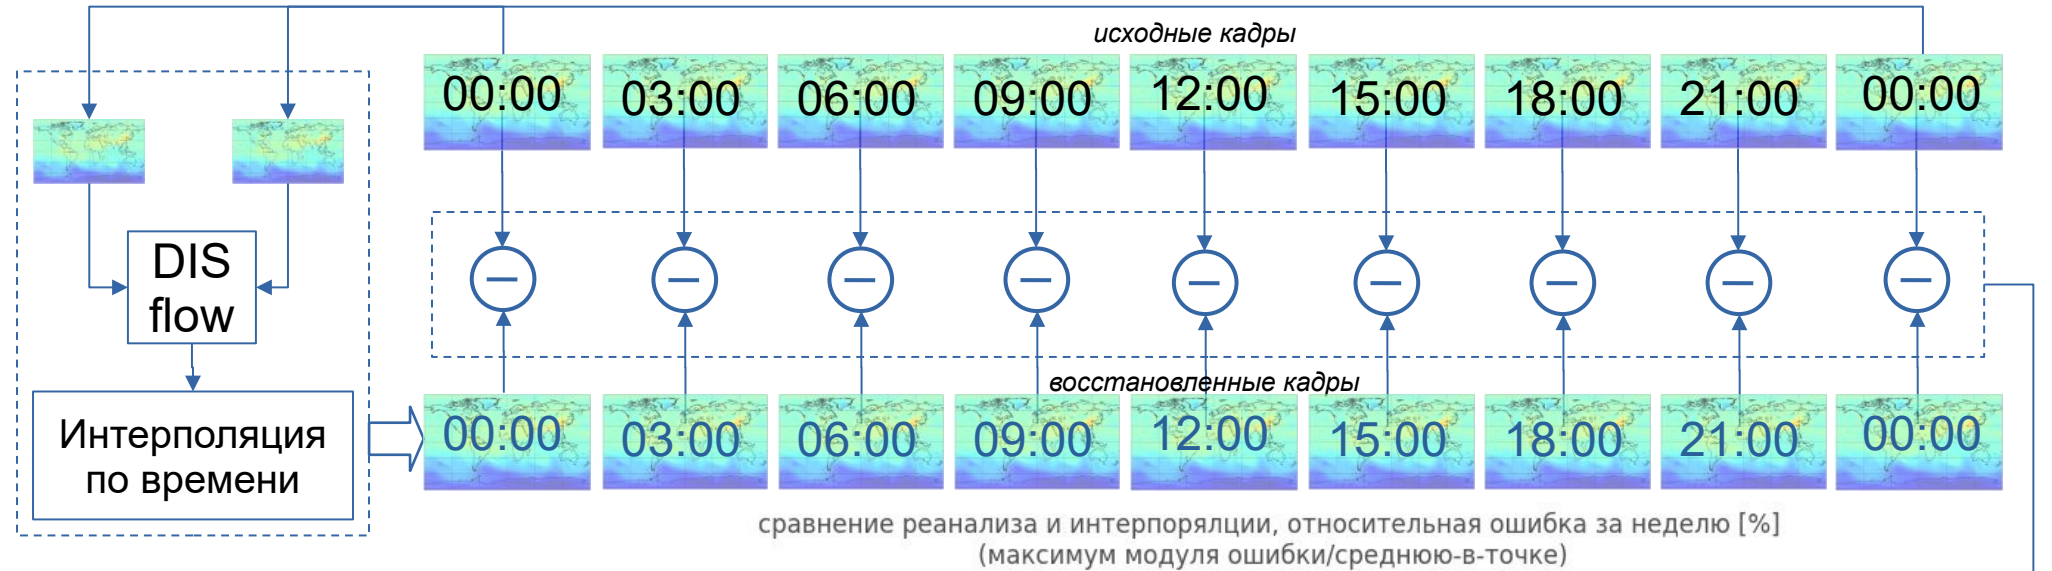 исходные кадры
00:00 03:00 06:00 09:00 12:00 15:00 18:00 21:00 00:00
DIS
flow
восстановленные кадры
Интерполяция
по времени
00:00 03:00 06:00 09:00 12:00 15:00 18:00 21:00 00:00
сравнение реанализа и интерпорялции, относительная ошибка за неделю [%]
(максимум модуля ошибки/среднюю-в-точке)